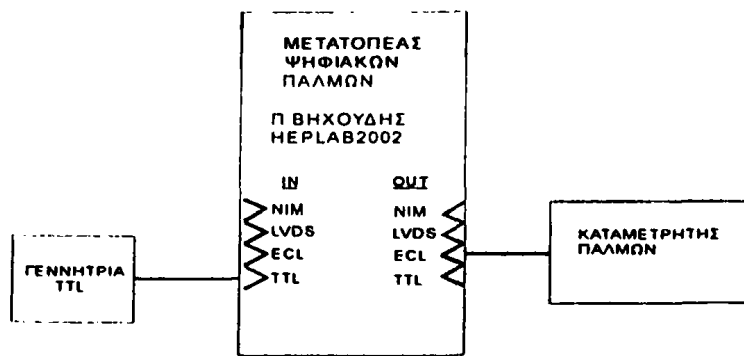 ΜΕΤΑΤΟΠΕΑΣ
ΨΗΦΙΑΚΩΝ
ΠΑΛΜΩΝ
Π ΒΗΧΟΥΔΗΣ
HEPLAB2002
IN OUT
NIM NIM
LVDS LVDS
ECL ECL
TTL TTL
ΓΕΝΝΗΤΡΙΑ
TTL
ΚΑΤΑΜΕΤΡΗΤΗΣ
ΠΑΛΜΩΝ